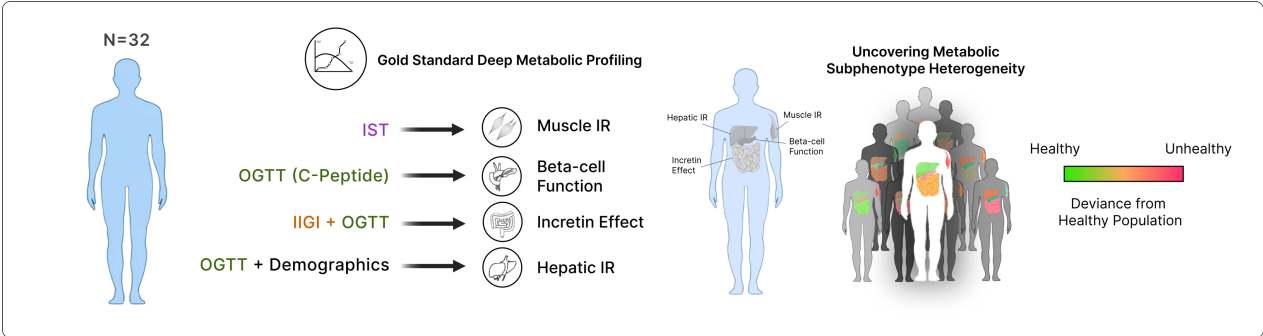 N=32
Gold Standard Deep Metabolic Profiling
IST
Muscle IR
OGTT (C-Peptide)
Beta-cell
Function
IIGI + OGTT
Incretin Effect
OGTT + Demographics
Hepatic IR
Hepatic IR
Muscle IR
Beta-cell
Function
Incretin
Effect
Uncovering Metabolic
Subphenotype Heterogeneity
Healthy
Unhealthy
Deviance from
Healthy Population